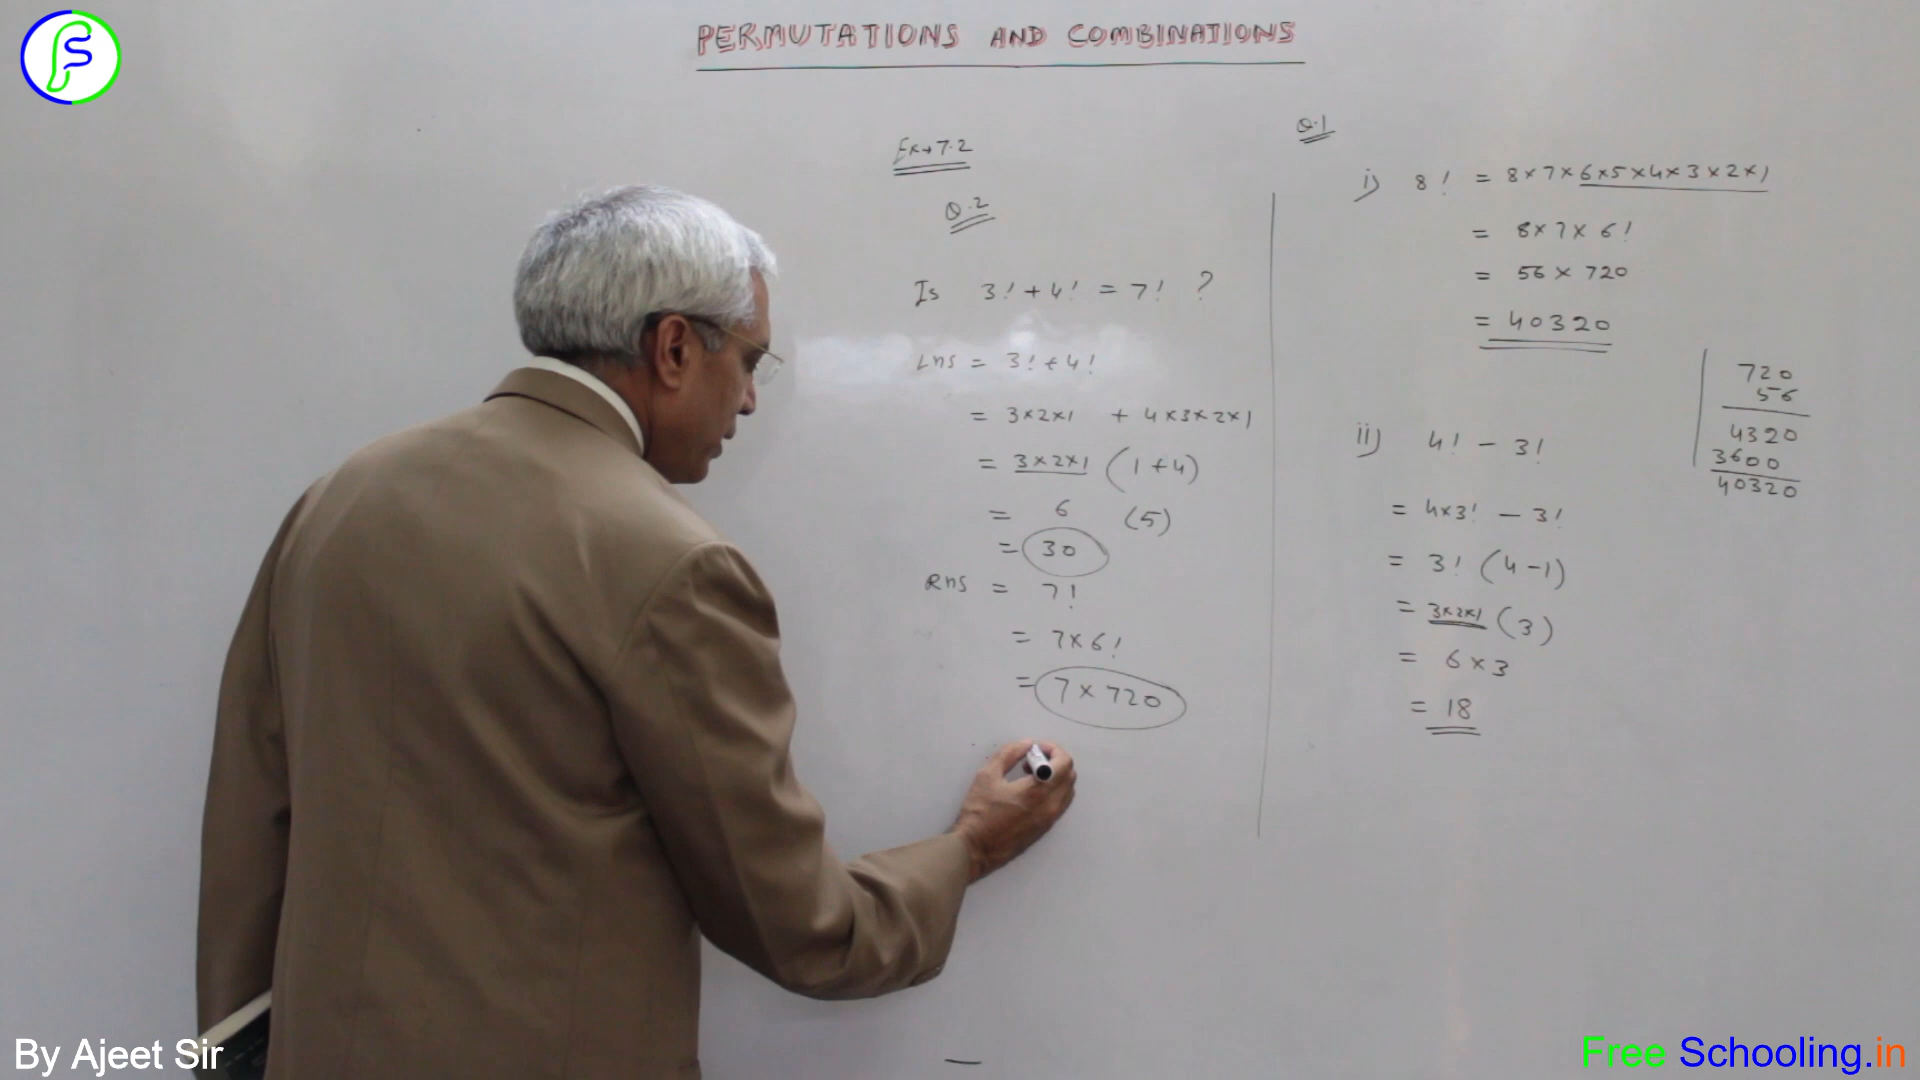 PERMUTATIONS AND COMBINATIONS
Ex→7.2
Q.2
Is 3! + 4! = 7! ?
LHS = 3! + 4!
= 3×2×1 + 4×3×2×1
= 3×2×1 (1+4)
= 6 (5)
= 30
RHS = 7!
= 7×6!
= 7×720
Q.1
i) 8! = 8×7×6×5×4×3×2×1
= 8×7×6!
= 56×720
= 40320
720
56
4320
3600
40320
ii) 4! - 3!
= 4×3! - 3!
= 3! (4-1)
= 3×2×1 (3)
= 6×3
= 18
By Ajeet Sir
Free Schooling.in